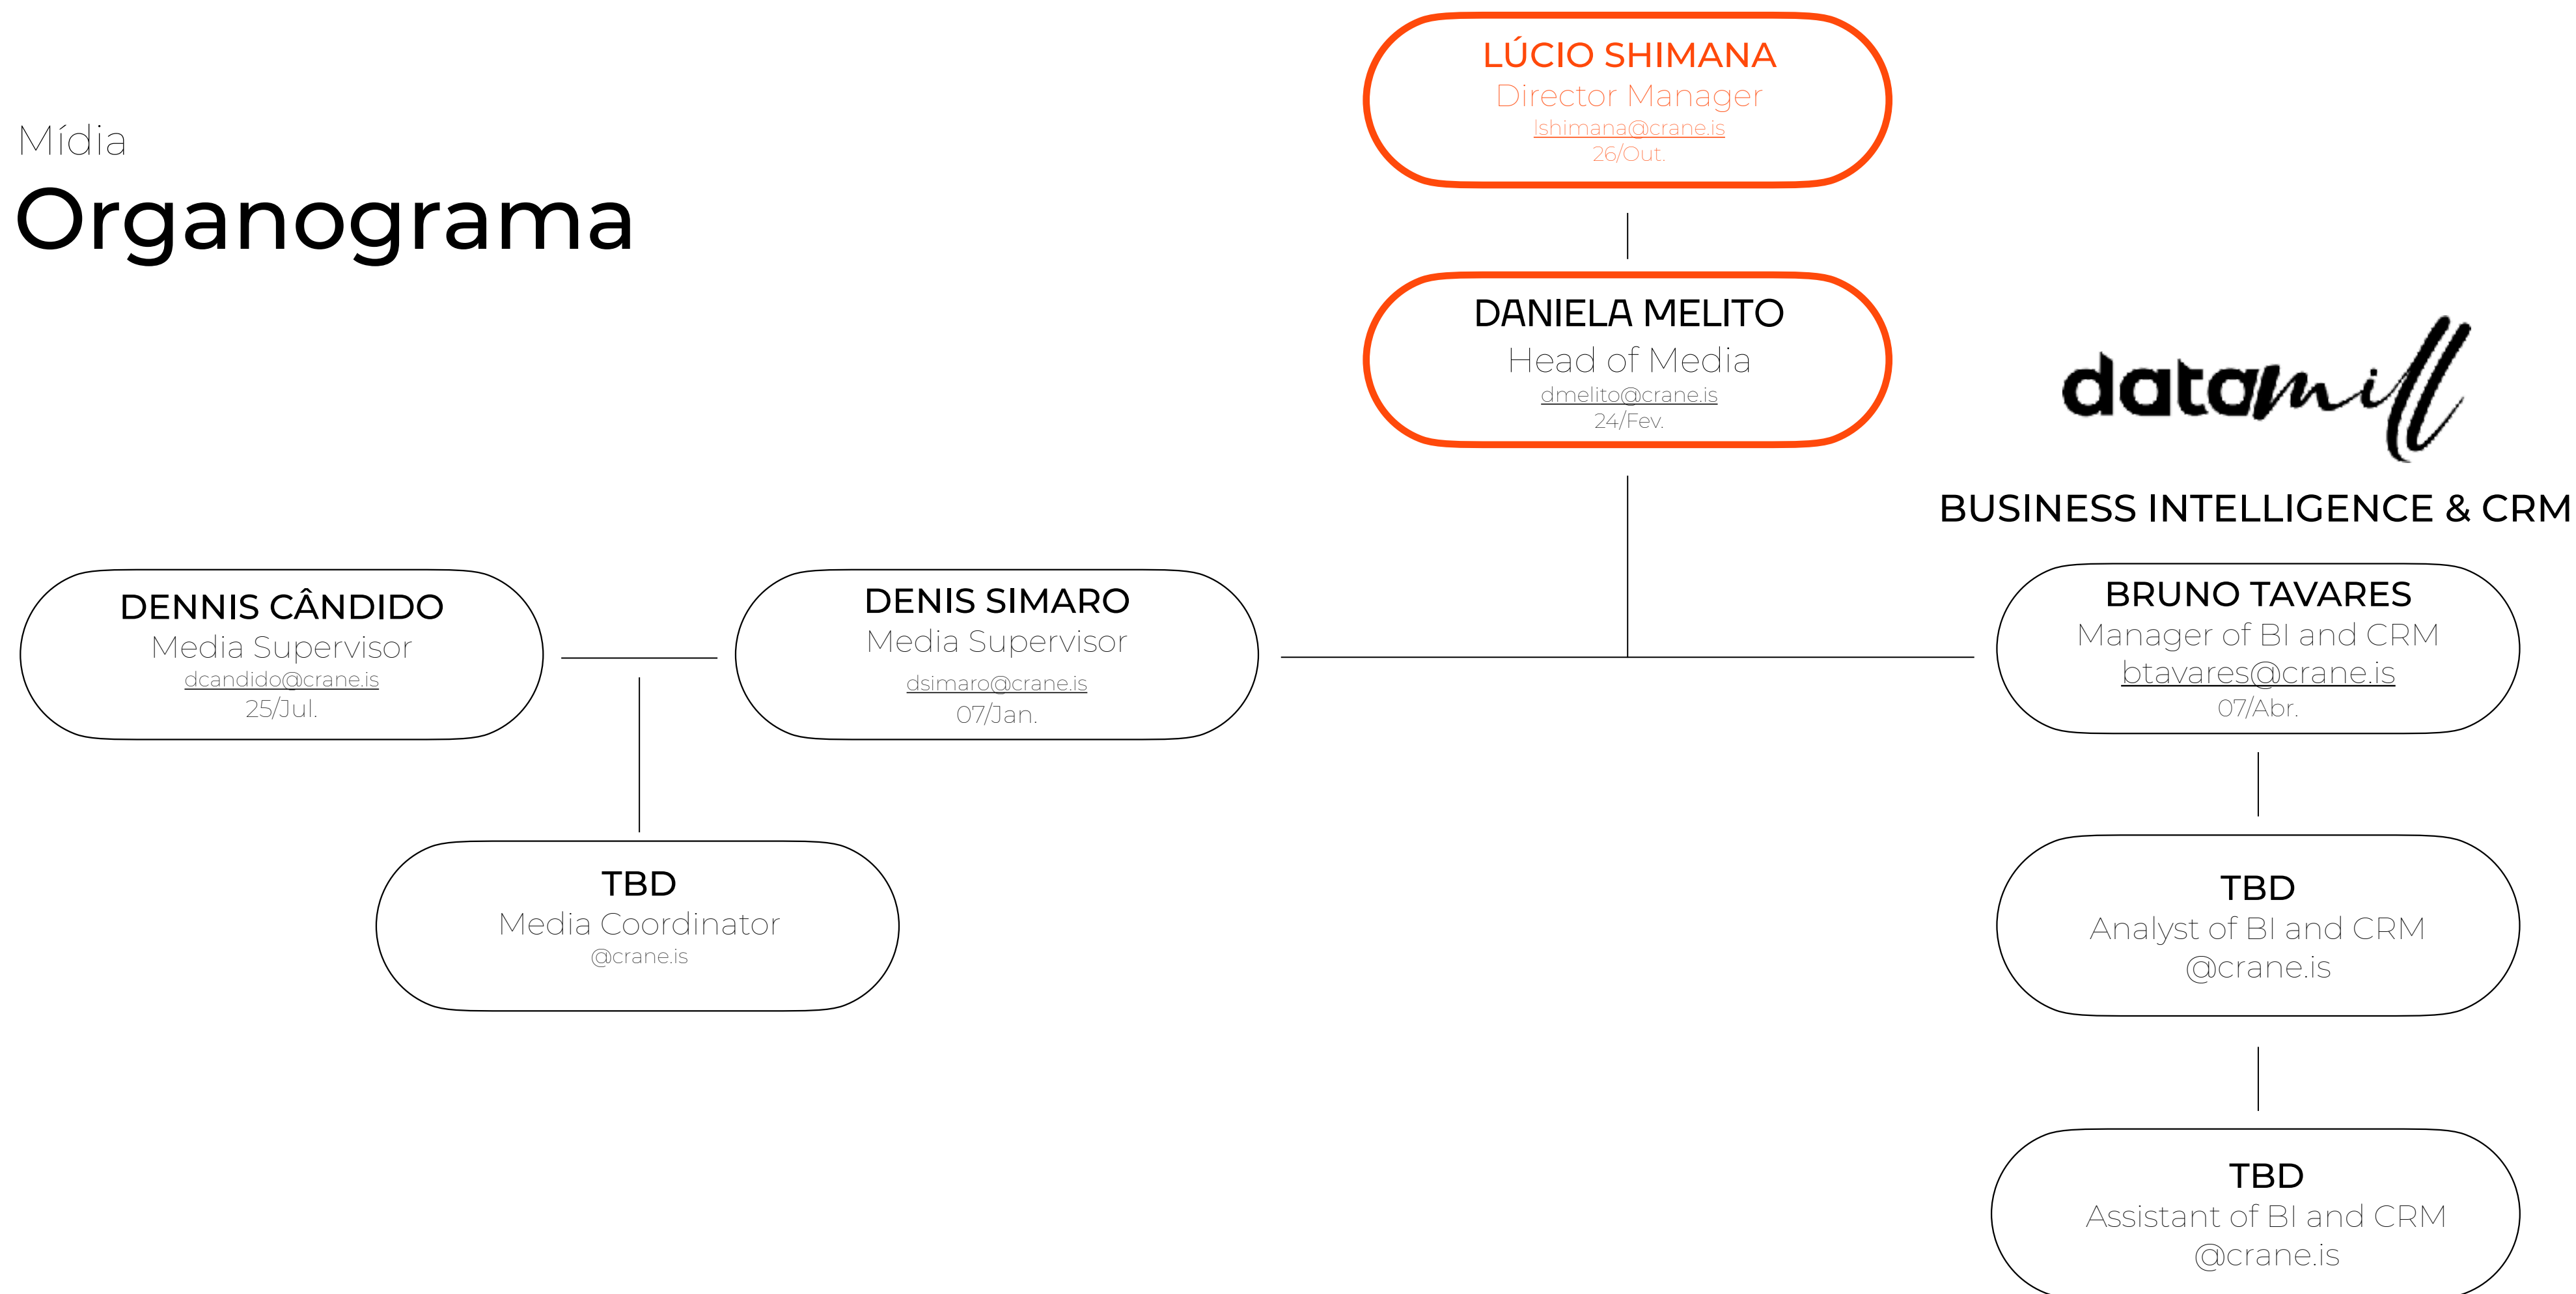 Mídia
Organograma
LÚCIO SHIMANA
Director Manager
lshimana@crane.is
26/Out.
DANIELA MELITO
Head of Media
dmelito@crane.is
24/Fev.
datamill
BUSINESS INTELLIGENCE & CRM
DENNIS CÂNDIDO
Media Supervisor
dcandido@crane.is
25/Jul.
DENIS SIMARO
Media Supervisor
dsimaro@crane.is
07/Jan.
BRUNO TAVARES
Manager of BI and CRM
btavares@crane.is
07/Abr.
TBD
Media Coordinator
@crane.is
TBD
Analyst of BI and CRM
@crane.is
TBD
Assistant of BI and CRM
@crane.is